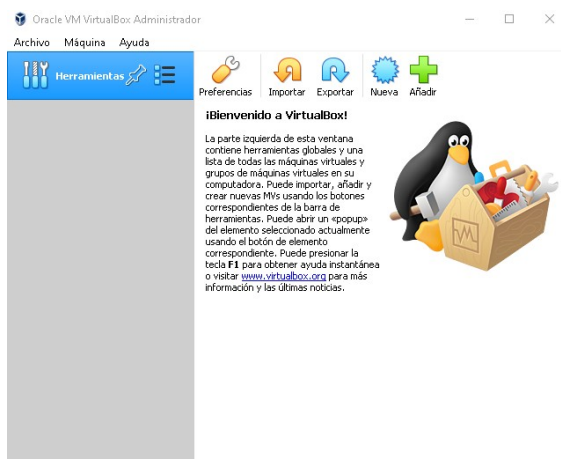 Oracle VM VirtualBox Administrador
Archivo Máquina Ayuda
Herramientas
Preferencias Importar Exportar Nueva Añadir
¡Bienvenido a VirtualBox!
La parte izquierda de esta ventana
contiene herramientas globales y una
lista de todas las máquinas virtuales y
grupos de máquinas virtuales en su
computadora. Puede importar, añadir y
crear nuevas MVs usando los botones
correspondientes de la barra de
herramientas. Puede abrir un «popup»
del elemento seleccionado actualmente
usando el botón de elemento
correspondiente. Puede presionar la
tecla F1 para obtener ayuda instantánea
o visitar www.virtualbox.org para más
información y las últimas noticias.